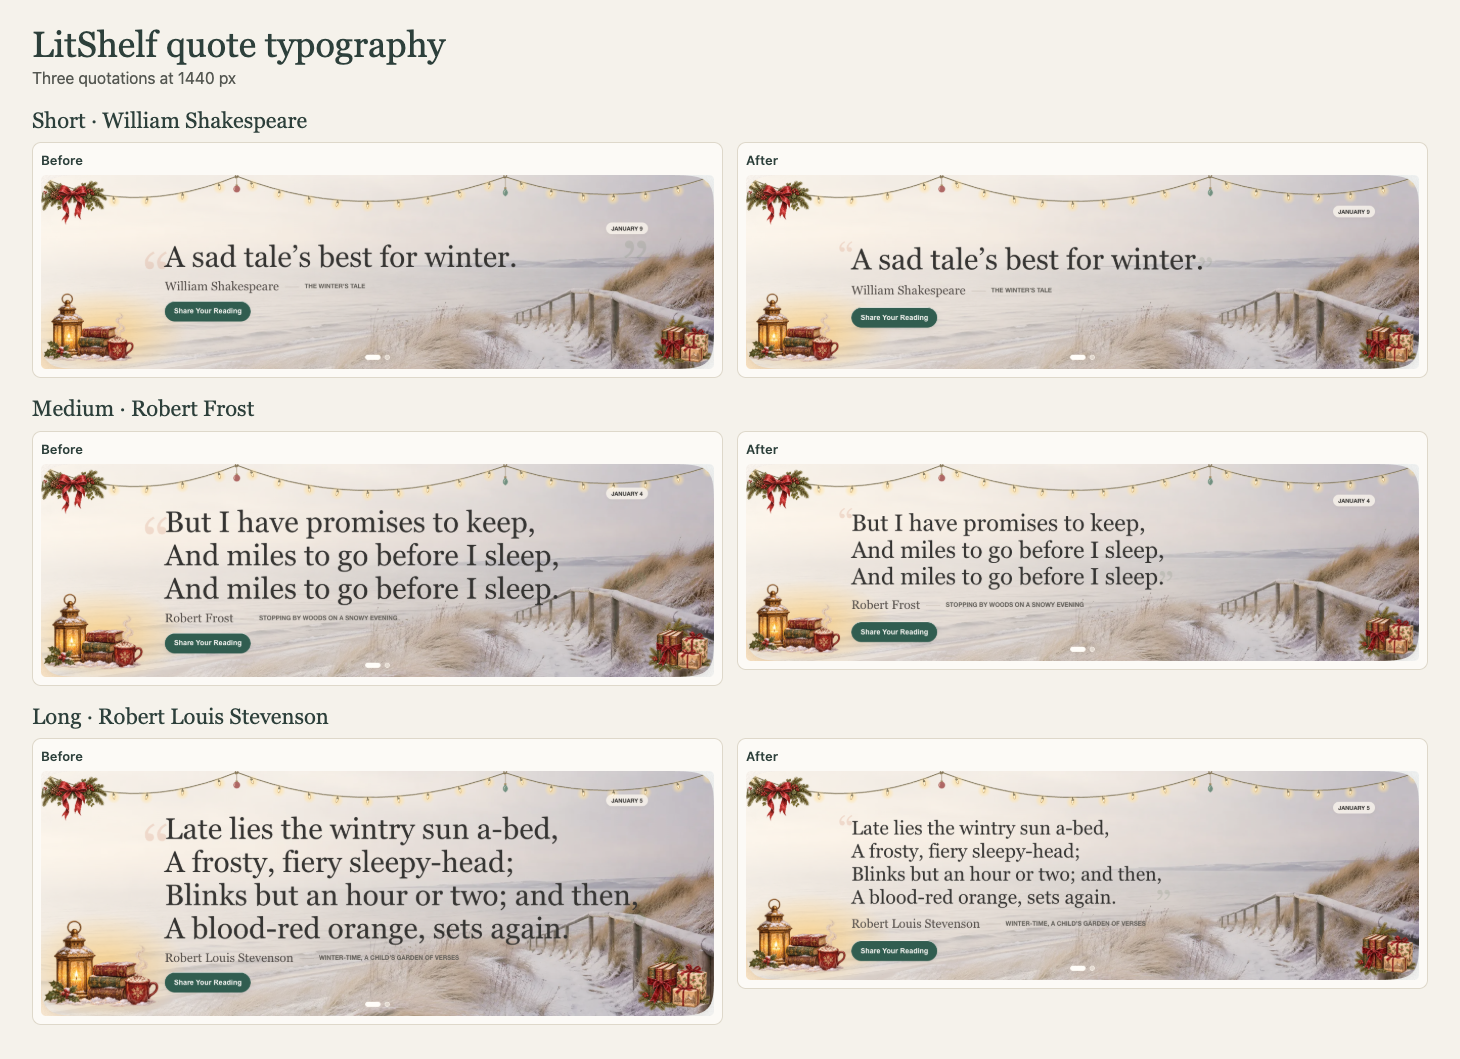 LitShelf quote typography
Three quotations at 1440 px
Short · William Shakespeare
Before
JANUARY 9
“A sad tale’s best for winter.”
William Shakespeare THE WINTER'S TALE
Share Your Reading
After
JANUARY 9
“A sad tale’s best for winter.”
William Shakespeare THE WINTER'S TALE
Share Your Reading
Medium · Robert Frost
Before
JANUARY 4
“But I have promises to keep,
And miles to go before I sleep,
And miles to go before I sleep.
Robert Frost STOPPING BY WOODS ON A SNOWY EVENING
Share Your Reading
After
JANUARY 4
“But I have promises to keep,
And miles to go before I sleep,
And miles to go before I sleep.”
Robert Frost STOPPING BY WOODS ON A SNOWY EVENING
Share Your Reading
Long · Robert Louis Stevenson
Before
JANUARY 5
“Late lies the wintry sun a-bed,
A frosty, fiery sleepy-head;
Blinks but an hour or two; and then,
A blood-red orange, sets again.
Robert Louis Stevenson WINTER-TIME, A CHILD'S GARDEN OF VERSES
Share Your Reading
After
JANUARY 5
“Late lies the wintry sun a-bed,
A frosty, fiery sleepy-head;
Blinks but an hour or two; and then,
A blood-red orange, sets again.”
Robert Louis Stevenson WINTER-TIME, A CHILD'S GARDEN OF VERSES
Share Your Reading